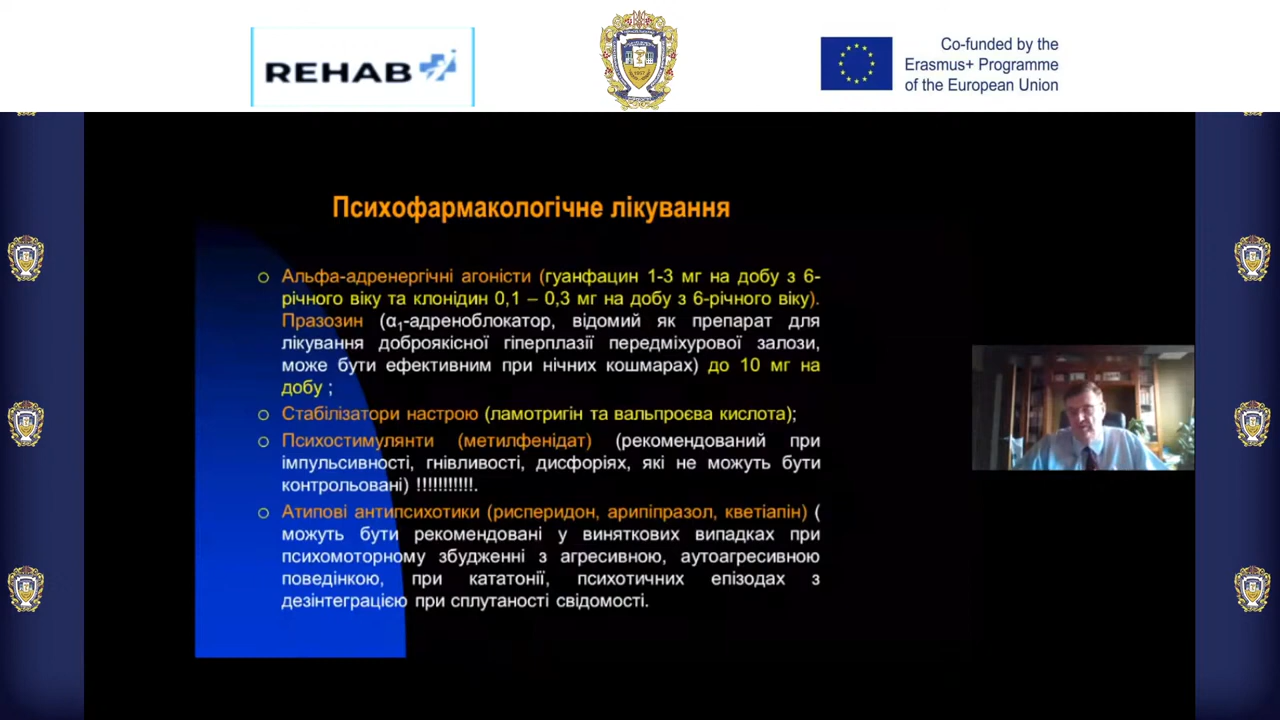 REHAB
Co-funded by the
Erasmus+ Programme
of the European Union
Психофармакологічне лікування
Альфа-адренергічні агоністи (гуанфацин 1-3 мг на добу з 6-
річного віку та клонідин 0,1 – 0,3 мг на добу з 6-річного віку).
Празозин (α₁-адреноблокатор, відомий як препарат для
лікування доброякісної гіперплазії передміхурової залози,
може бути ефективним при нічних кошмарах) до 10 мг на
добу ;
Стабілізатори настрою (ламотригін та вальпроєва кислота);
Психостимулянти (метилфенідат) (рекомендований при
імпульсивності, гнівливості, дисфоріях, які не можуть бути
контрольовані) !!!!!!!!!!!.
Атипові антипсихотики (рисперидон, арипіпразол, кветіапін) (
можуть бути рекомендовані у виняткових випадках при
психомоторному збудженні з агресивною, аутоагресивною
поведінкою, при кататонії, психотичних епізодах з
дезінтеграцією при сплутаності свідомості.